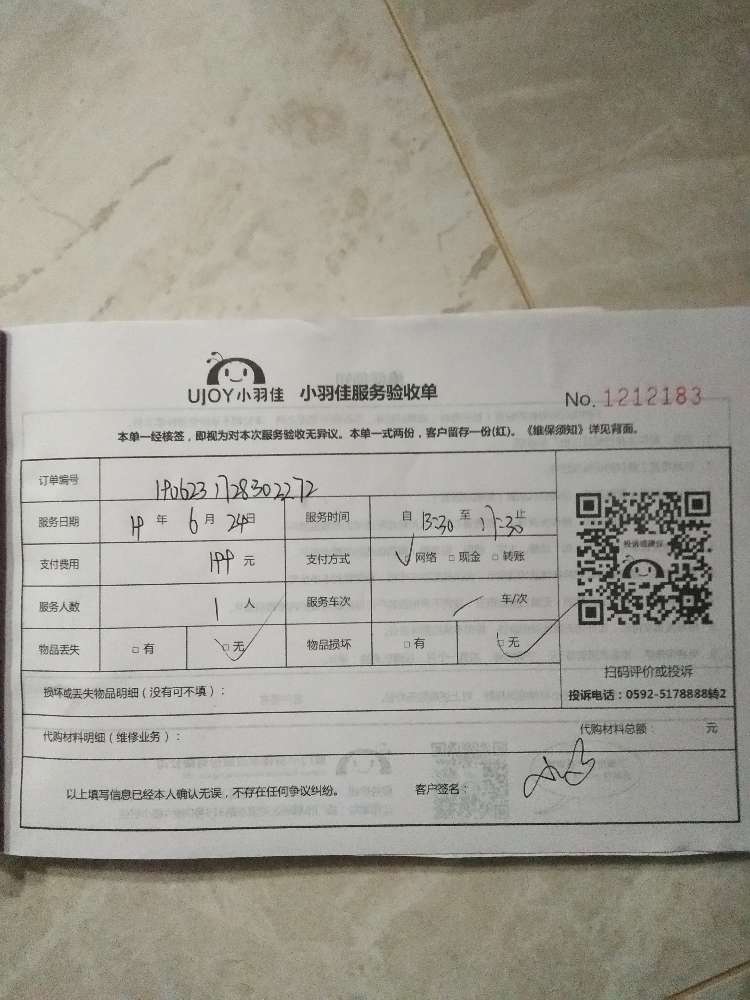 UJOY小羽佳 小羽佳服务验收单 No. 1212183
本单一经核签，即视为对本次服务验收无异议。本单一式两份，客户留存一份(红)。《维保须知》详见背面。
订单编号 1906231728302272
服务日期 19 年 6 月 24日 服务时间 自 13:30 至 17:30 止
支付费用 199 元 支付方式 网络 □ 现金 □ 转账
服务人数 1 人 服务车次 车/次
物品丢失 □ 有 □ 无 物品损坏 □ 有 □ 无
投诉或建议
扫码评价或投诉
投诉电话：0592-5178888转2
损坏或丢失物品明细（没有可不填）：
代购材料明细（维修业务）： 代购材料总额： 元
以上填写信息已经本人确认无误，不存在任何争议纠纷。 客户签名：